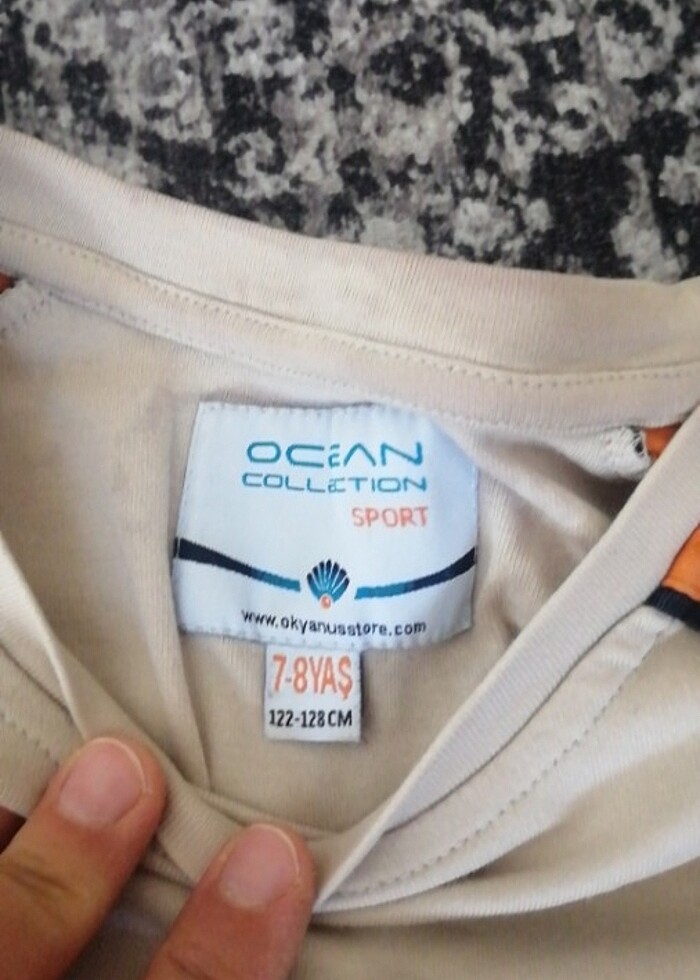 OCEAN
COLLECTION
SPORT
www.okyanusstore.com
7-8YAŞ
122-128CM